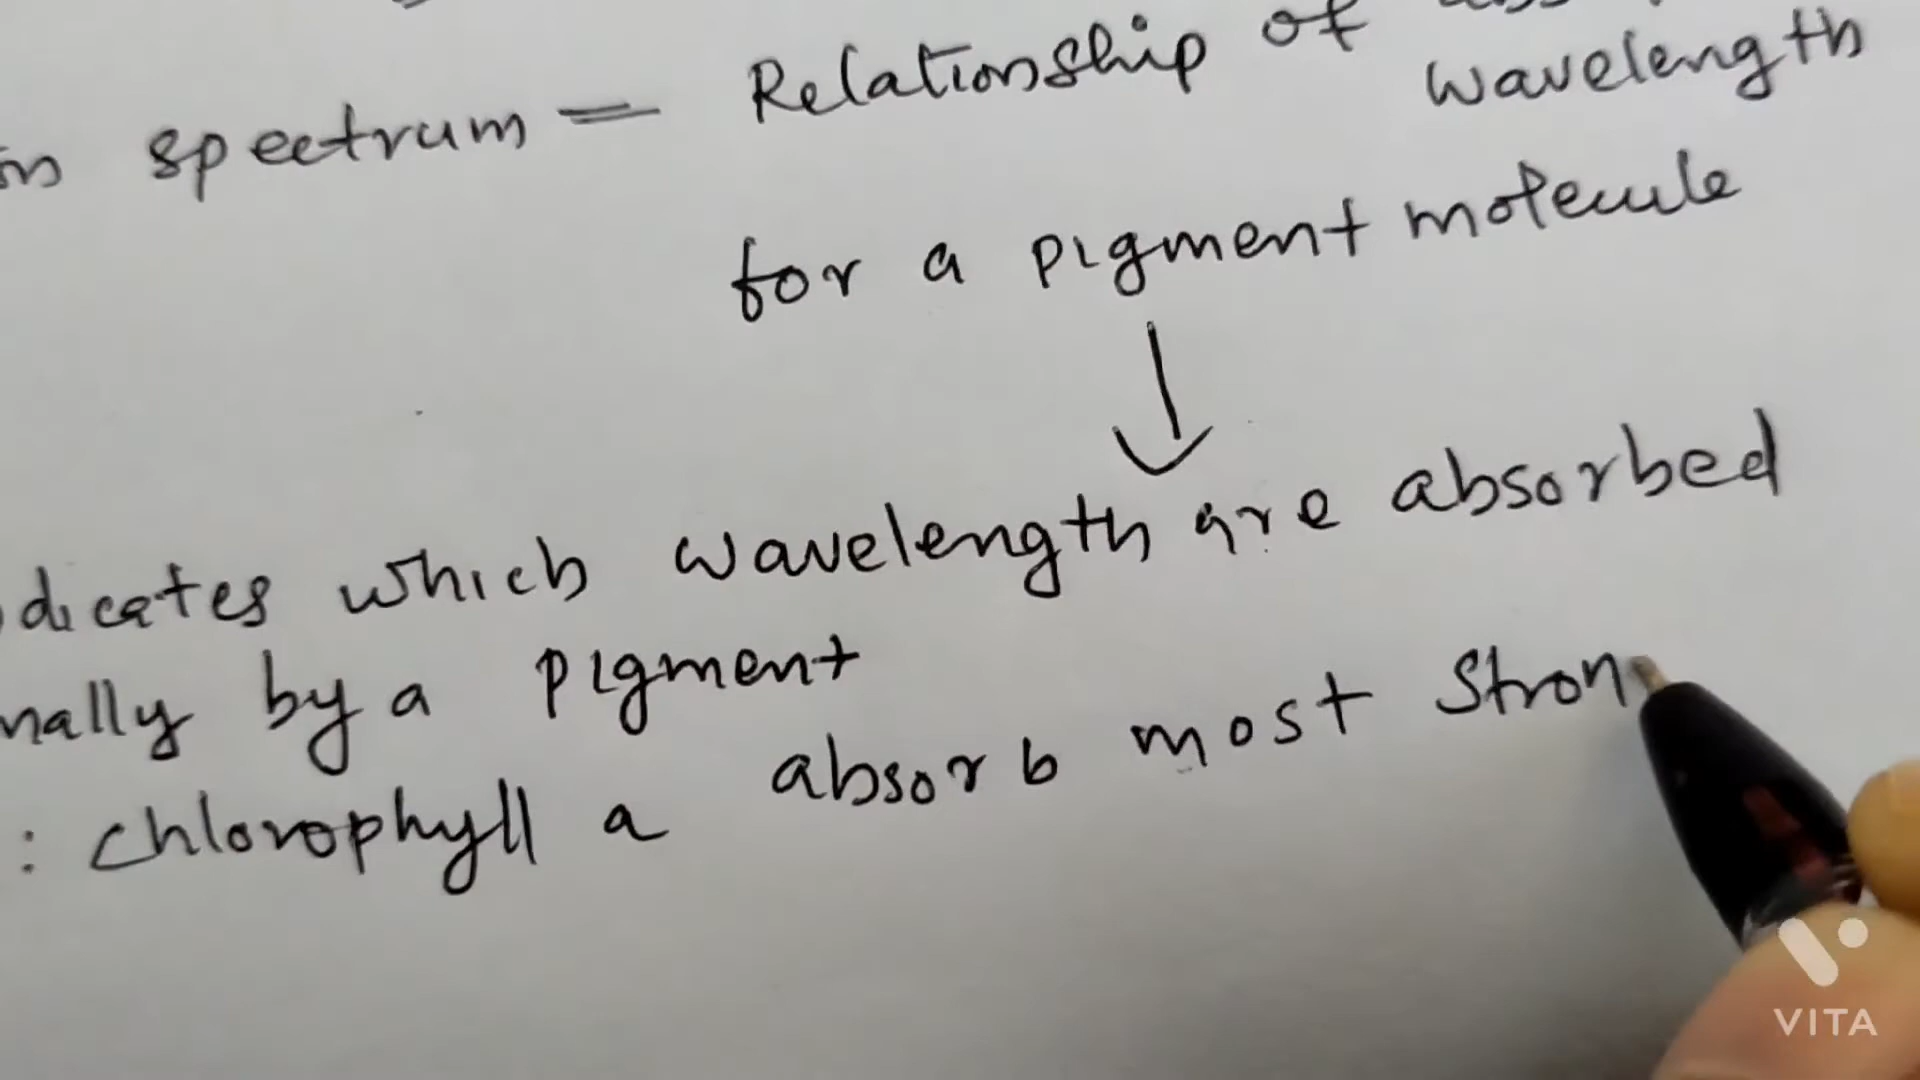 spectrum = Relationship of
wavelength
for a pigment molecule
↓
dicates which wavelength are absorbed
nally by a pigment
: chlorophyll a absorb most Stron
VITA